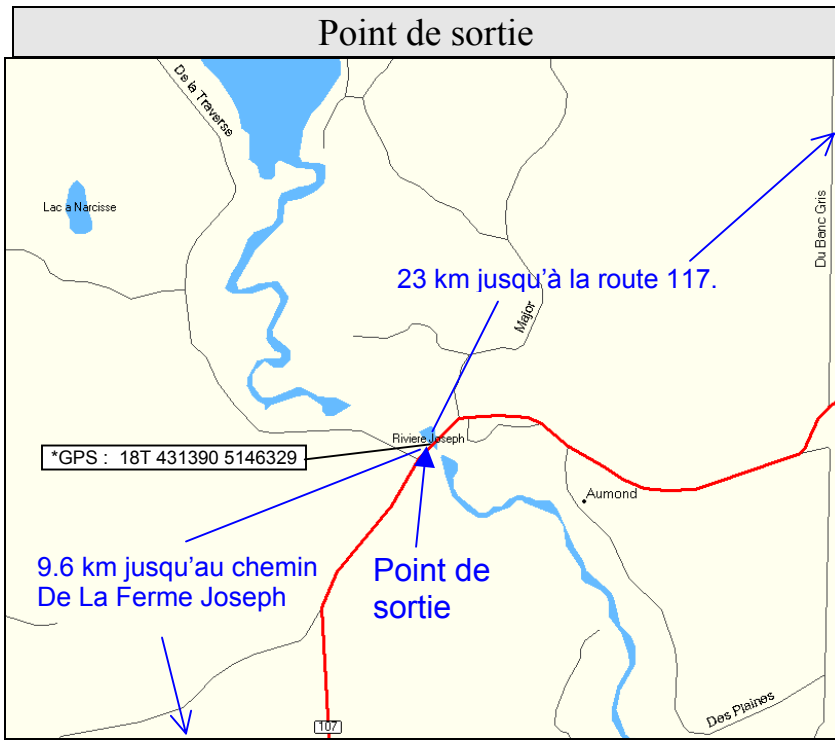 Point de sortie
De la Traverse
Lac a Narcisse
Du Banc Gris
23 km jusqu'à la route 117.
Major
Riviere Joseph
*GPS : 18T 431390 5146329
Aumond
9.6 km jusqu'au chemin
De La Ferme Joseph
Point de
sortie
Des Plaines
107